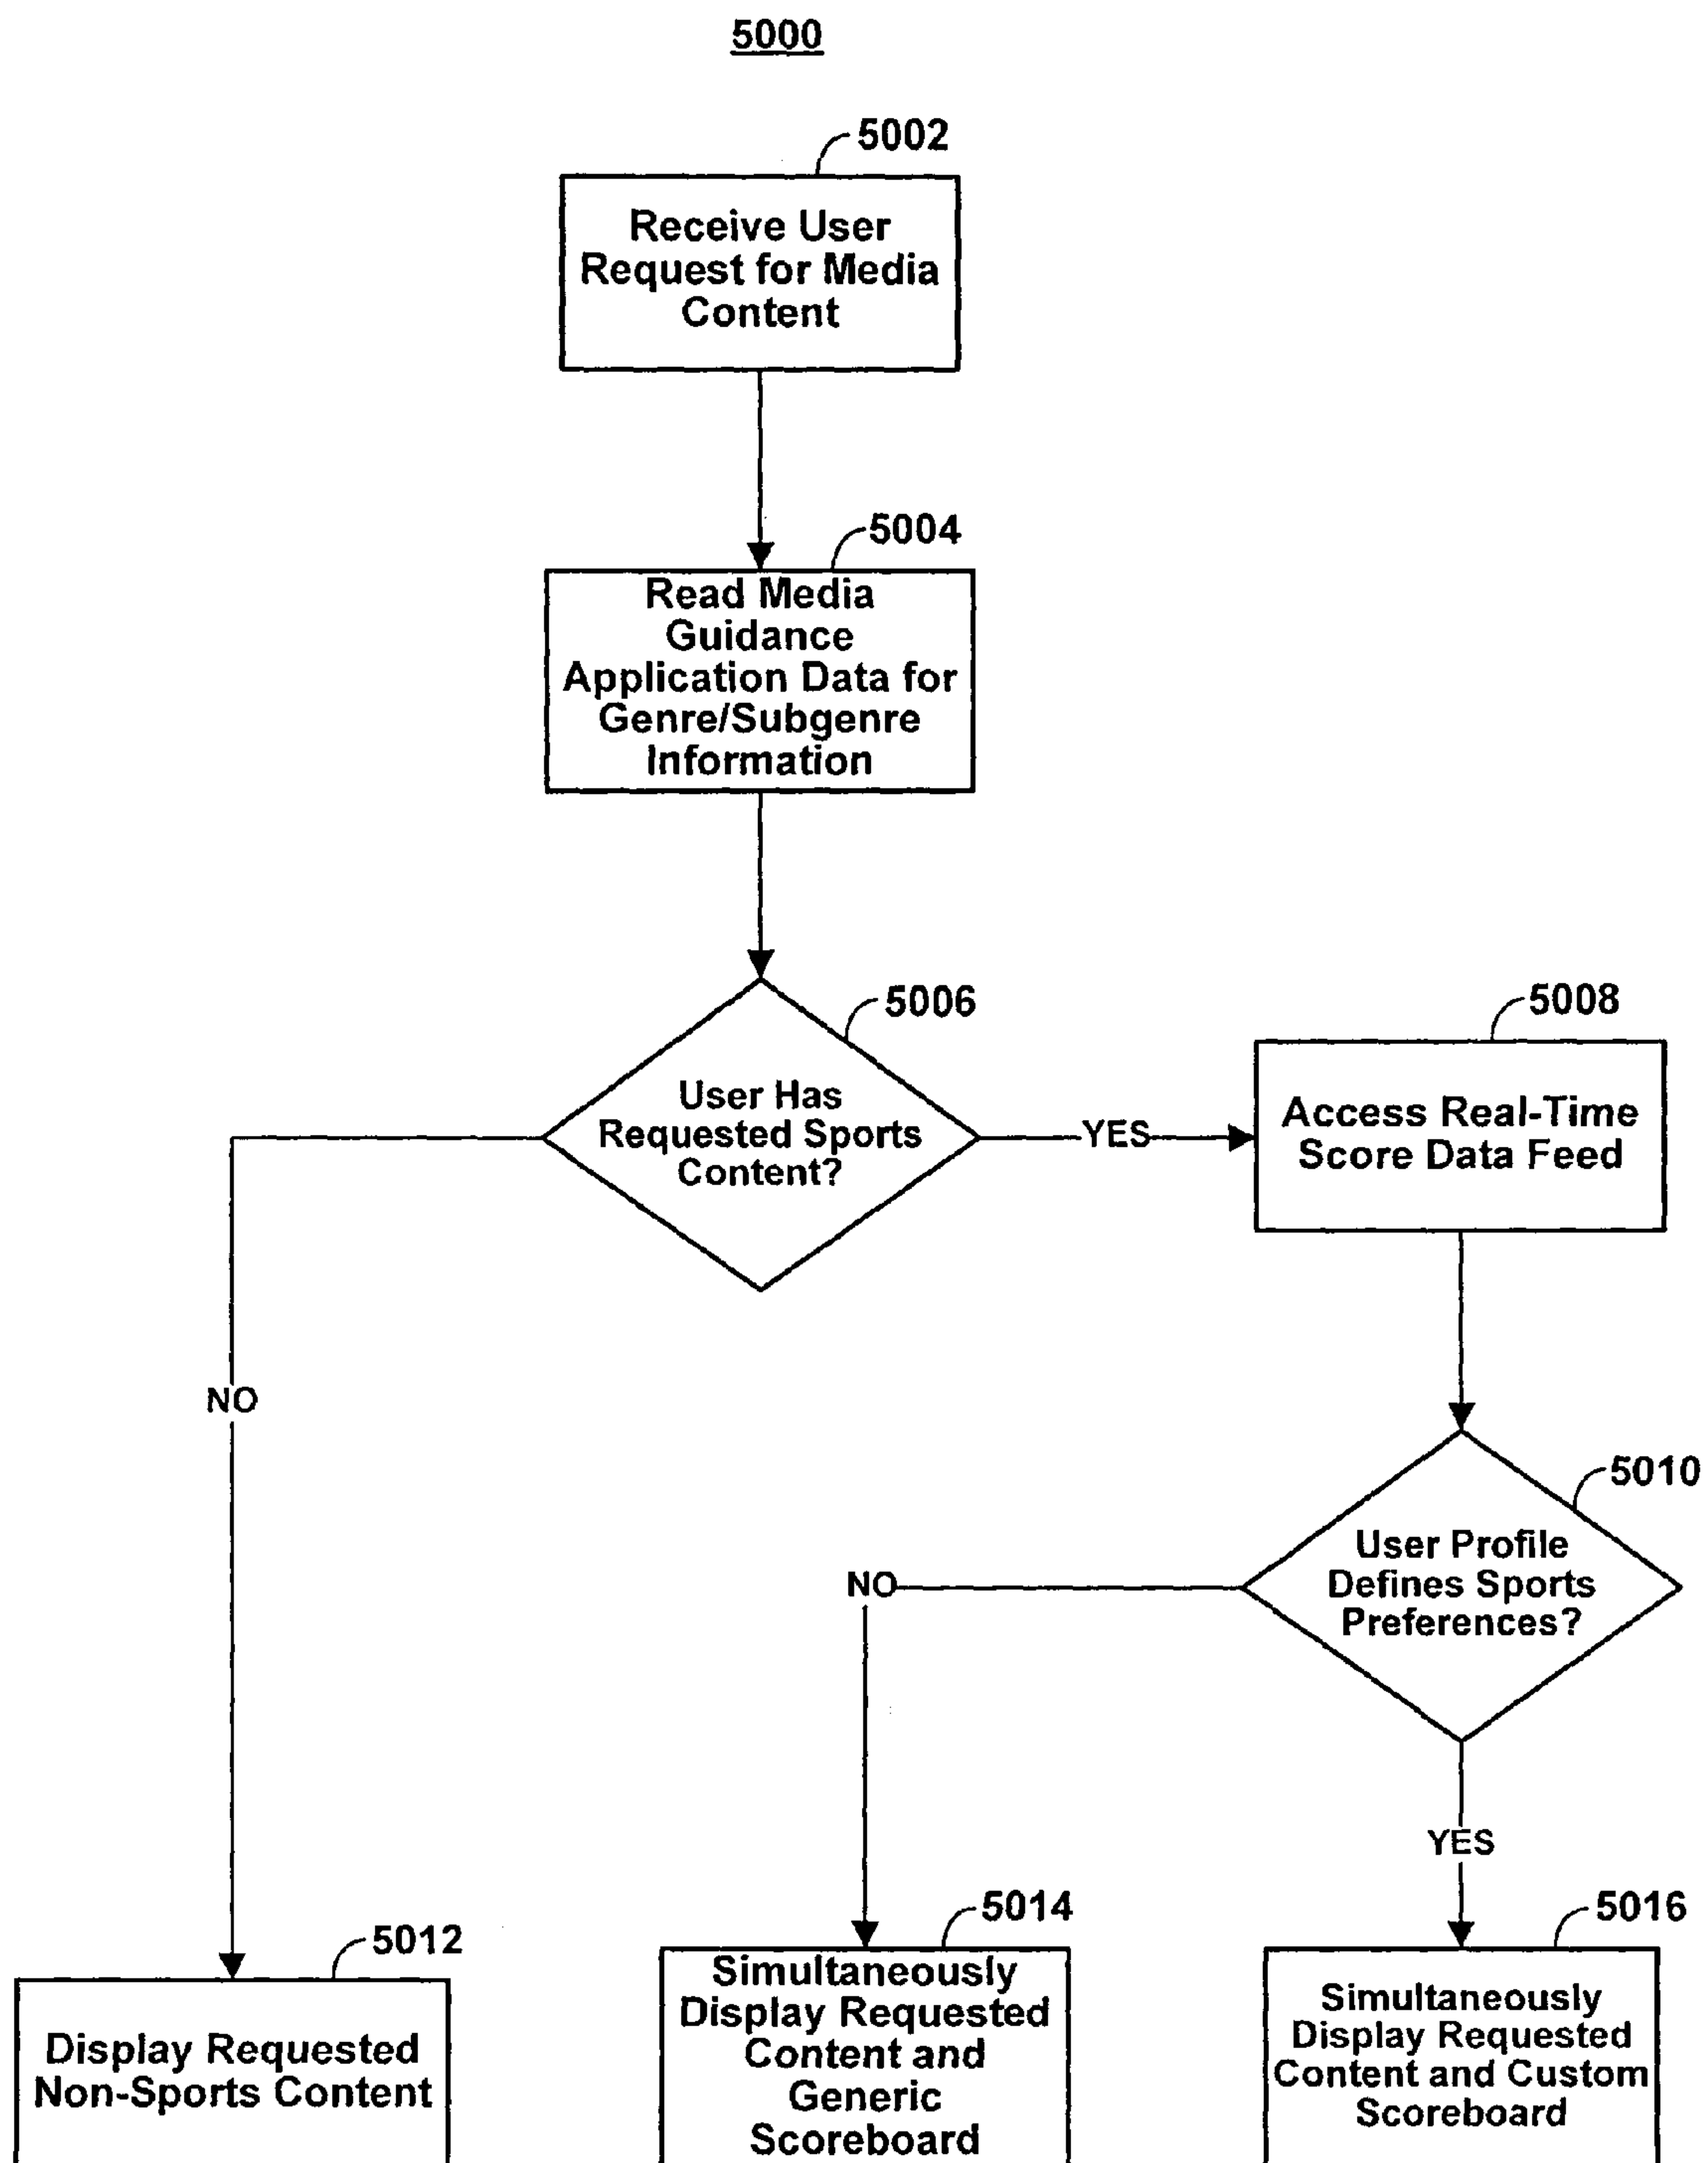 5000
5002
Receive User
Request for Media
Content
5004
Read Media
Guidance
Application Data for
Genre/Subgenre
Information
5006
User Has
Requested Sports
Content?
YES
5008
Access Real-Time
Score Data Feed
NO
5010
User Profile
Defines Sports
Preferences?
NO
YES
5012
Display Requested
Non-Sports Content
5014
Simultaneously
Display Requested
Content and
Generic
Scoreboard
5016
Simultaneously
Display Requested
Content and Custom
Scoreboard